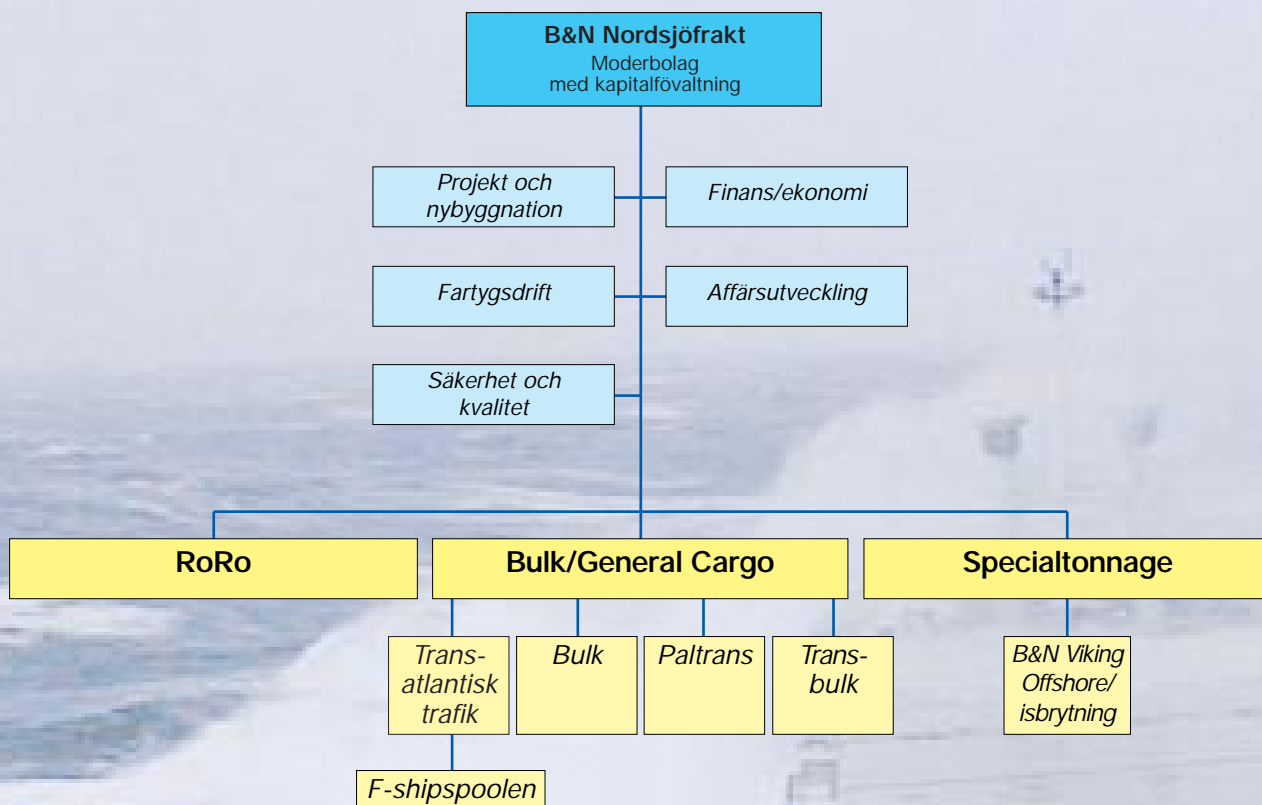 B&N Nordsjöfrakt
Moderbolag
med kapitalfövaltning
Projekt och
nybyggnation
Finans/ekonomi
Fartygsdrift
Affärsutveckling
Säkerhet och
kvalitet
RoRo
Bulk/General Cargo
Specialtonnage
Trans-
atlantisk
trafik
Bulk
Paltrans
Trans-
bulk
B&N Viking
Offshore/
isbrytning
F-shipspoolen